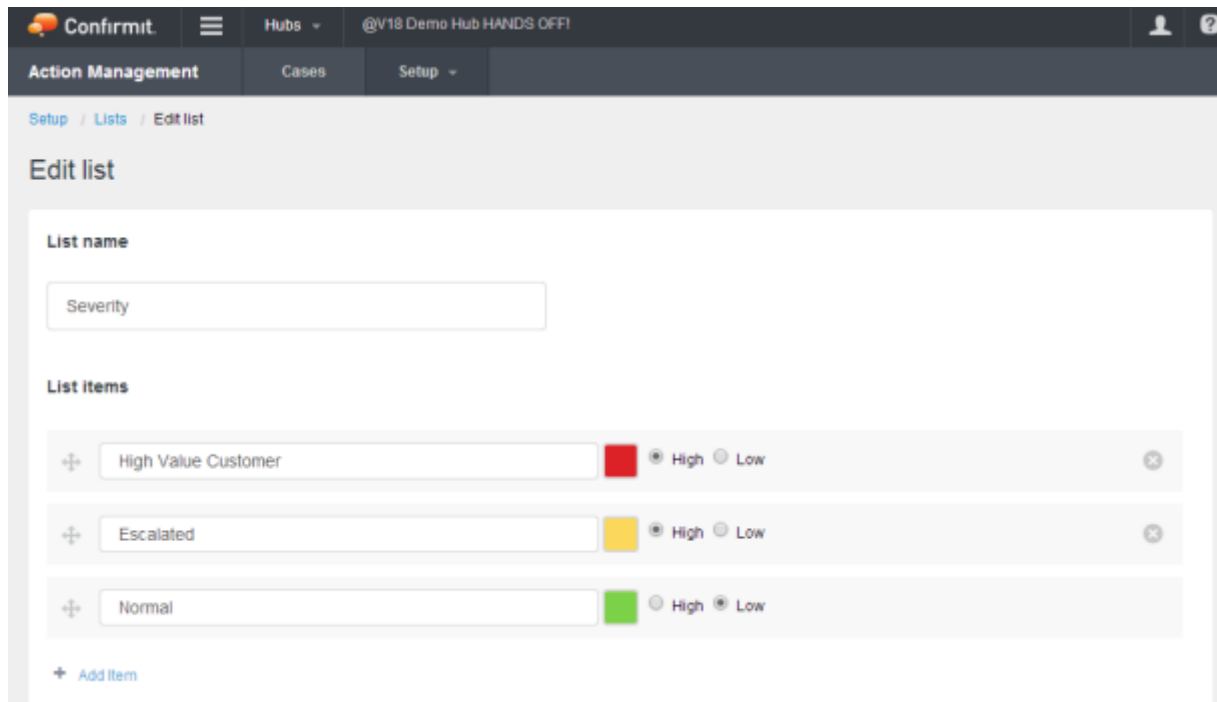 Confirmit. Hubs @V18 Demo Hub HANDS OFF!
Action Management Cases Setup
Setup / Lists / Edit list
Edit list
List name
Severity
List items
High Value Customer High Low
Escalated High Low
Normal High Low
+ Add Item